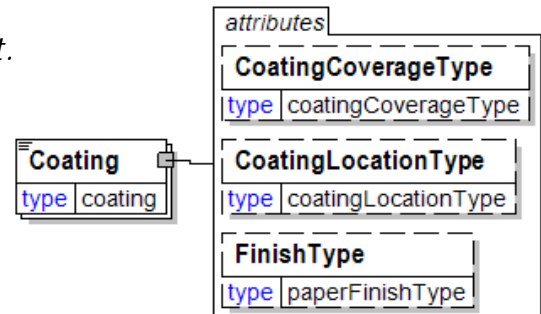 attributes
t.
CoatingCoverageType
type coatingCoverageType
Coating
type coating
CoatingLocationType
type coatingLocationType
FinishType
type paperFinishType